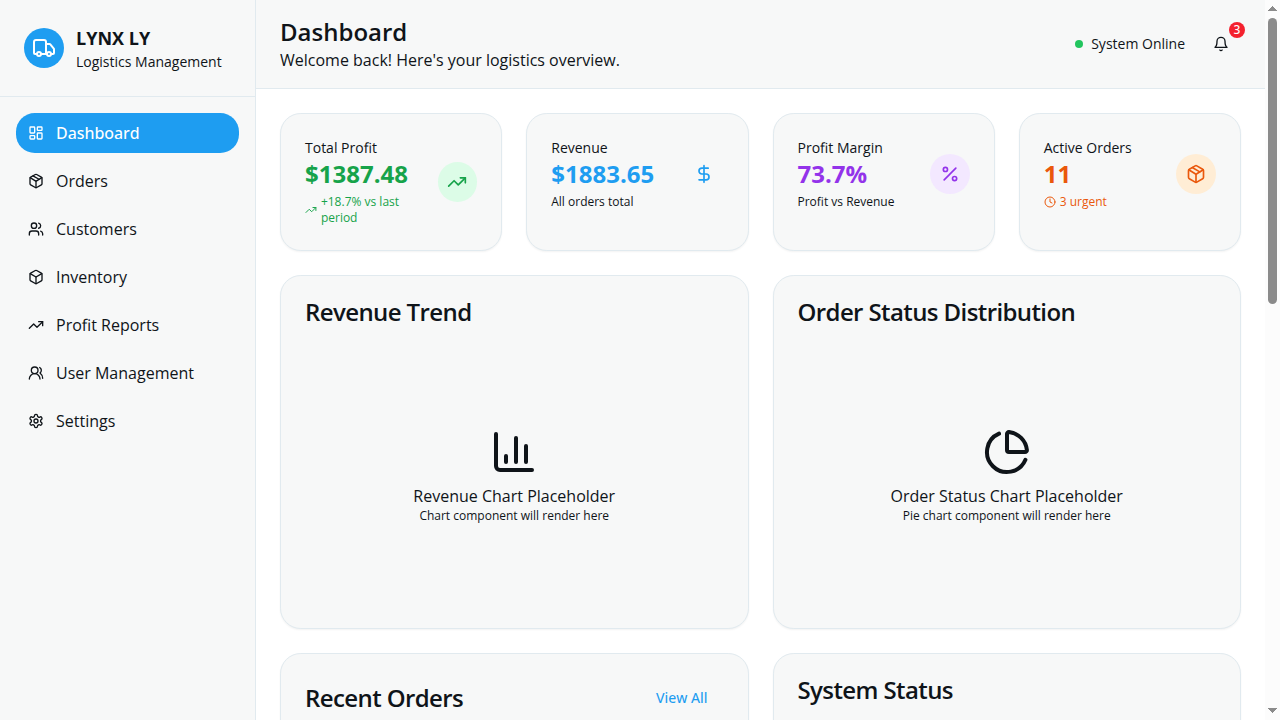 LYNX LY
Logistics Management
Dashboard
Orders
Customers
Inventory
Profit Reports
User Management
Settings
Dashboard
Welcome back! Here's your logistics overview.
System Online
3
Total Profit
$1387.48
+18.7% vs last
period
Revenue
$1883.65
All orders total
Profit Margin
73.7%
Profit vs Revenue
Active Orders
11
3 urgent
Revenue Trend
Revenue Chart Placeholder
Chart component will render here
Order Status Distribution
Order Status Chart Placeholder
Pie chart component will render here
Recent Orders
View All
System Status